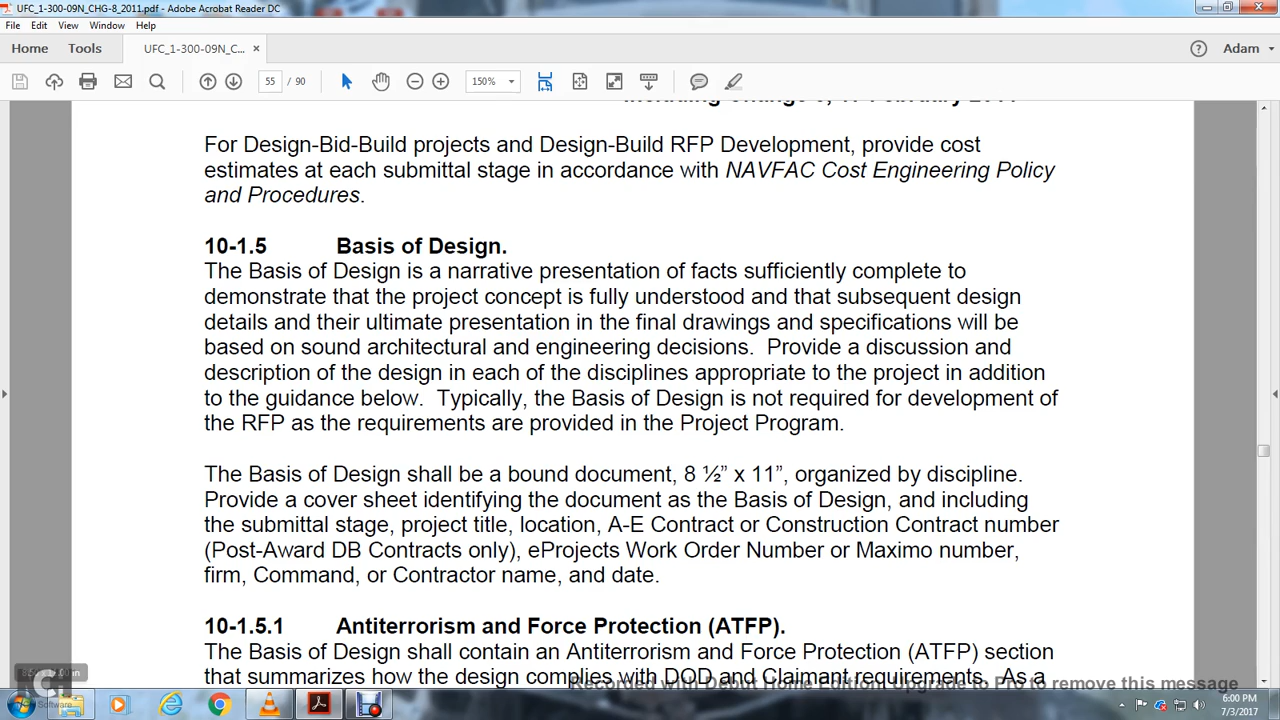 UFC_1-300-09N_CHG-8_2011.pdf - Adobe Acrobat Reader DC
File Edit View Window Help
Home Tools UFC_1-300-09N_C... × Adam
55 / 90 150%
For Design-Bid-Build projects and Design-Build RFP Development, provide cost
estimates at each submittal stage in accordance with NAVFAC Cost Engineering Policy
and Procedures.
10-1.5 Basis of Design.
The Basis of Design is a narrative presentation of facts sufficiently complete to
demonstrate that the project concept is fully understood and that subsequent design
details and their ultimate presentation in the final drawings and specifications will be
based on sound architectural and engineering decisions. Provide a discussion and
description of the design in each of the disciplines appropriate to the project in addition
to the guidance below. Typically, the Basis of Design is not required for development of
the RFP as the requirements are provided in the Project Program.
The Basis of Design shall be a bound document, 8 ½” x 11”, organized by discipline.
Provide a cover sheet identifying the document as the Basis of Design, and including
the submittal stage, project title, location, A-E Contract or Construction Contract number
(Post-Award DB Contracts only), eProjects Work Order Number or Maximo number,
firm, Command, or Contractor name, and date.
10-1.5.1 Antiterrorism and Force Protection (ATFP).
The Basis of Design shall contain an Antiterrorism and Force Protection (ATFP) section
that summarizes how the design complies with DOD and Claimant requirements. As a
Software
6:00 PM
7/3/2017